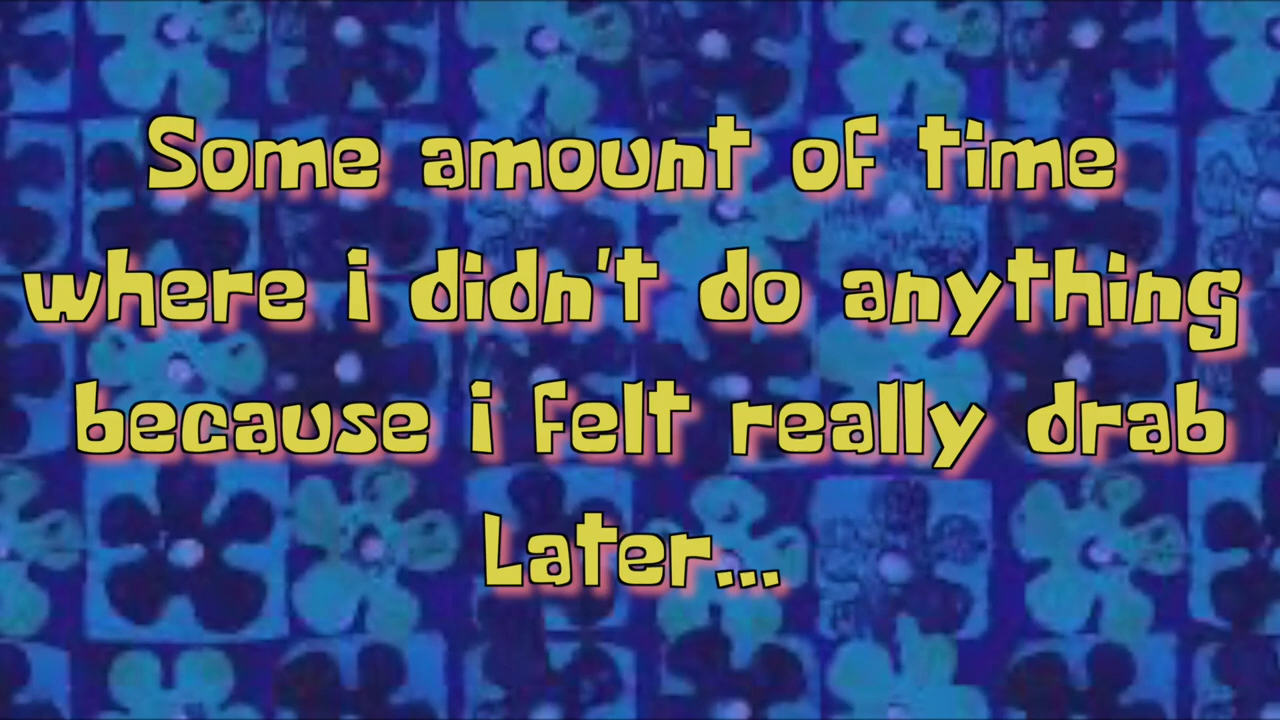 Some amount of time
where i didn't do anything
because i felt really drab
Later...